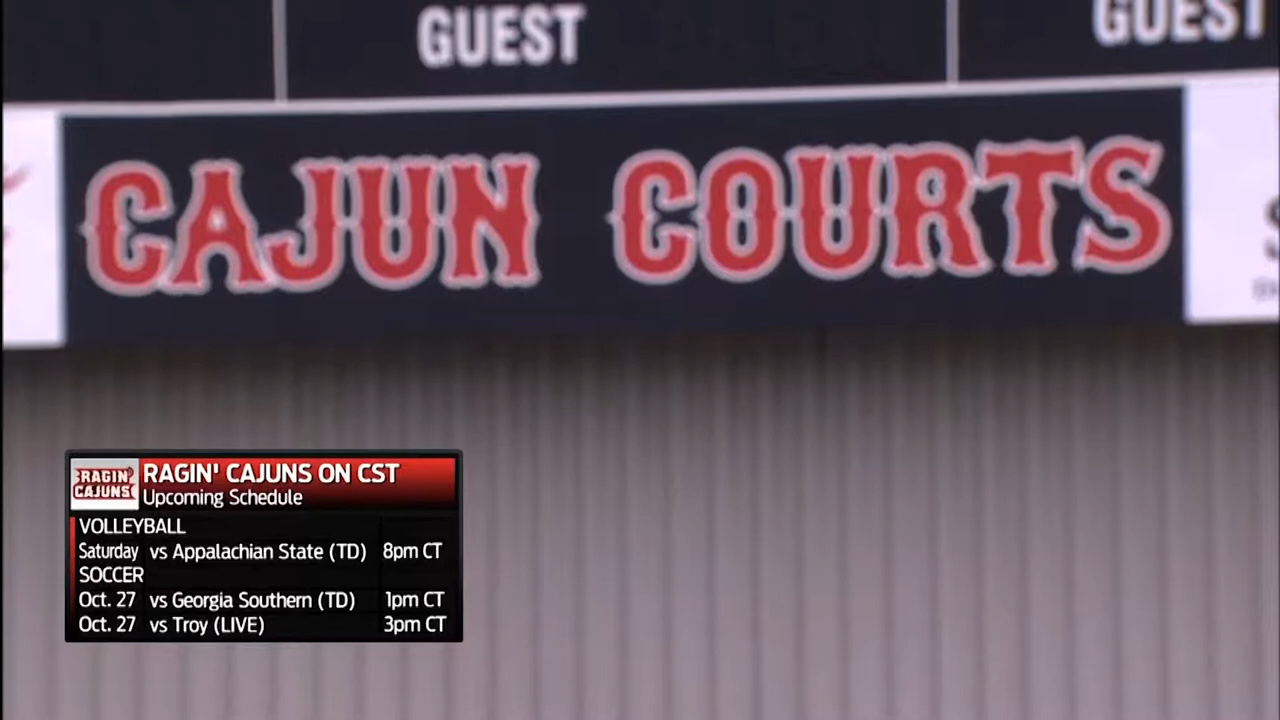 GUEST
GUEST
CAJUN COURTS
RAGIN' CAJUNS
RAGIN' CAJUNS ON CST
Upcoming Schedule
VOLLEYBALL
Saturday vs Appalachian State (TD) 8pm CT
SOCCER
Oct. 27 vs Georgia Southern (TD) 1pm CT
Oct. 27 vs Troy (LIVE) 3pm CT